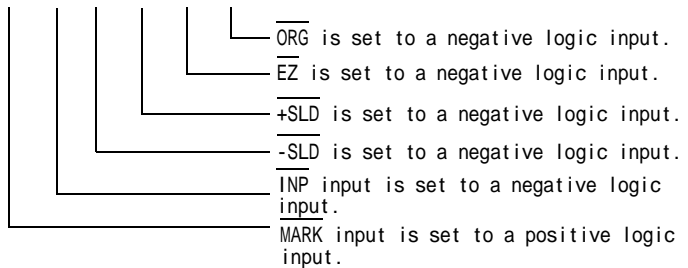 ORG is set to a negative logic input.
EZ is set to a negative logic input.
+SLD is set to a negative logic input.
-SLD is set to a negative logic input.
INP input is set to a negative logic
input.
MARK input is set to a positive logic
input.